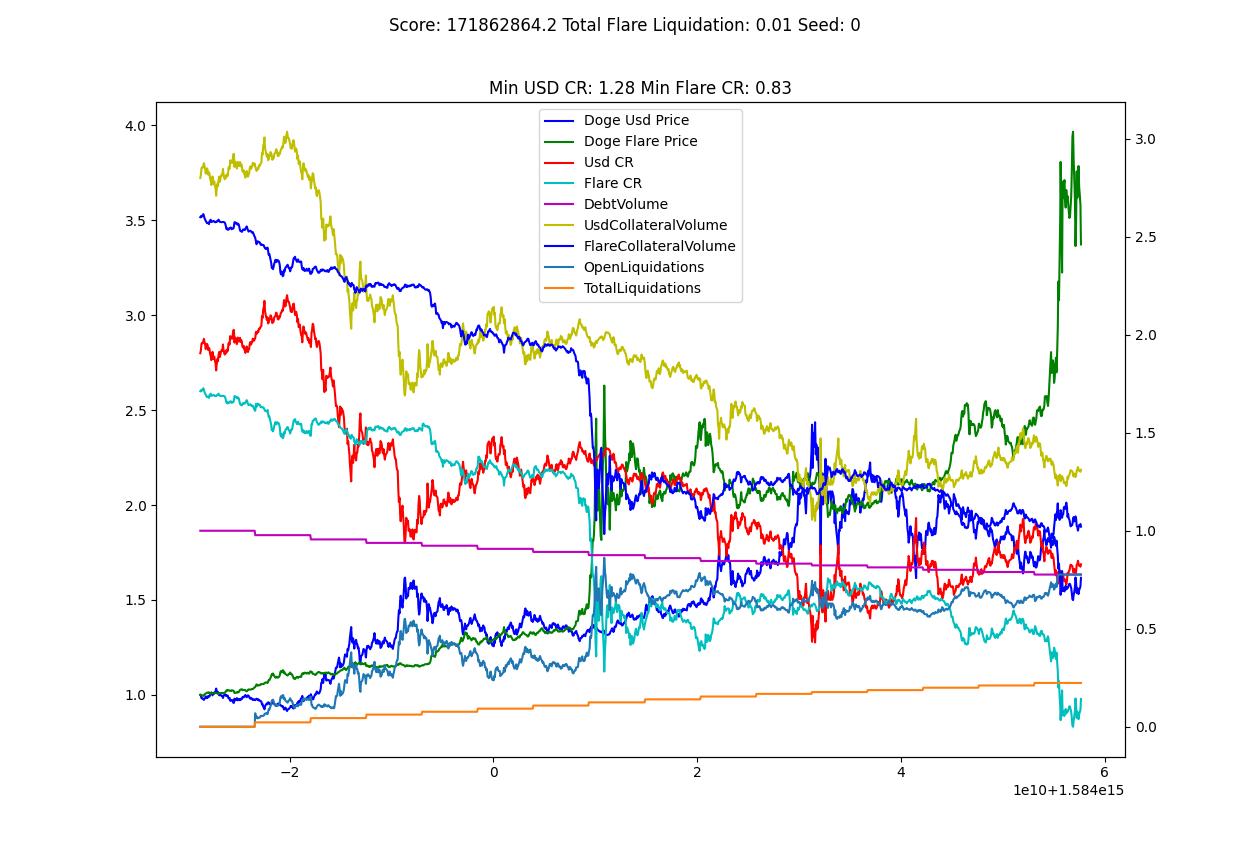 Score: 171862864.2 Total Flare Liquidation: 0.01 Seed: 0
Min USD CR: 1.28 Min Flare CR: 0.83
Doge Usd Price
Doge Flare Price
Usd CR
Flare CR
DebtVolume
UsdCollateralVolume
FlareCollateralVolume
OpenLiquidations
TotalLiquidations
4.0
3.5
3.0
2.5
2.0
1.5
1.0
3.0
2.5
2.0
1.5
1.0
0.5
0.0
−2
0
2
4
6
1e10+1.584e15